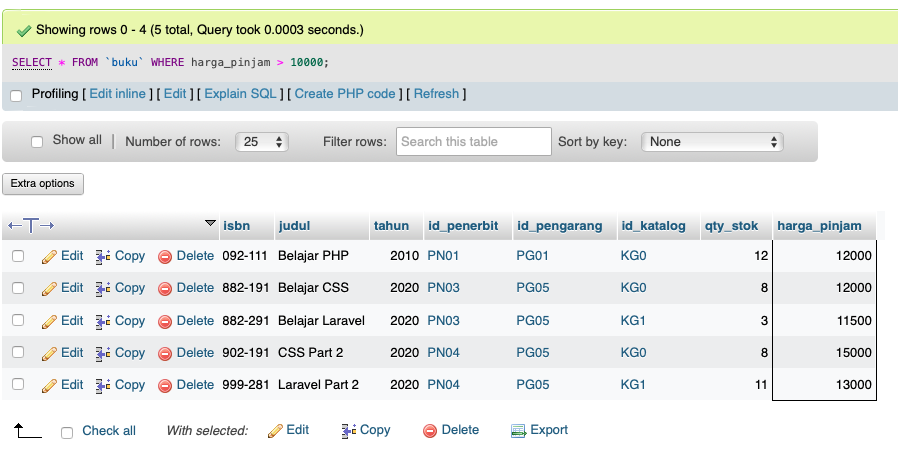 Showing rows 0 - 4 (5 total, Query took 0.0003 seconds.)
SELECT * FROM `buku` WHERE harga_pinjam > 10000;
Profiling [ Edit inline ] [ Edit ] [ Explain SQL ] [ Create PHP code ] [ Refresh ]
Show all | Number of rows: 25 Filter rows: Search this table Sort by key: None
Extra options
←T→ isbn judul tahun id_penerbit id_pengarang id_katalog qty_stok harga_pinjam
Edit Copy Delete 092-111 Belajar PHP 2010 PN01 PG01 KG0 12 12000
Edit Copy Delete 882-191 Belajar CSS 2020 PN03 PG05 KG0 8 12000
Edit Copy Delete 882-291 Belajar Laravel 2020 PN03 PG05 KG1 3 11500
Edit Copy Delete 902-191 CSS Part 2 2020 PN04 PG05 KG0 8 15000
Edit Copy Delete 999-281 Laravel Part 2 2020 PN04 PG05 KG1 11 13000
Check all With selected: Edit Copy Delete Export